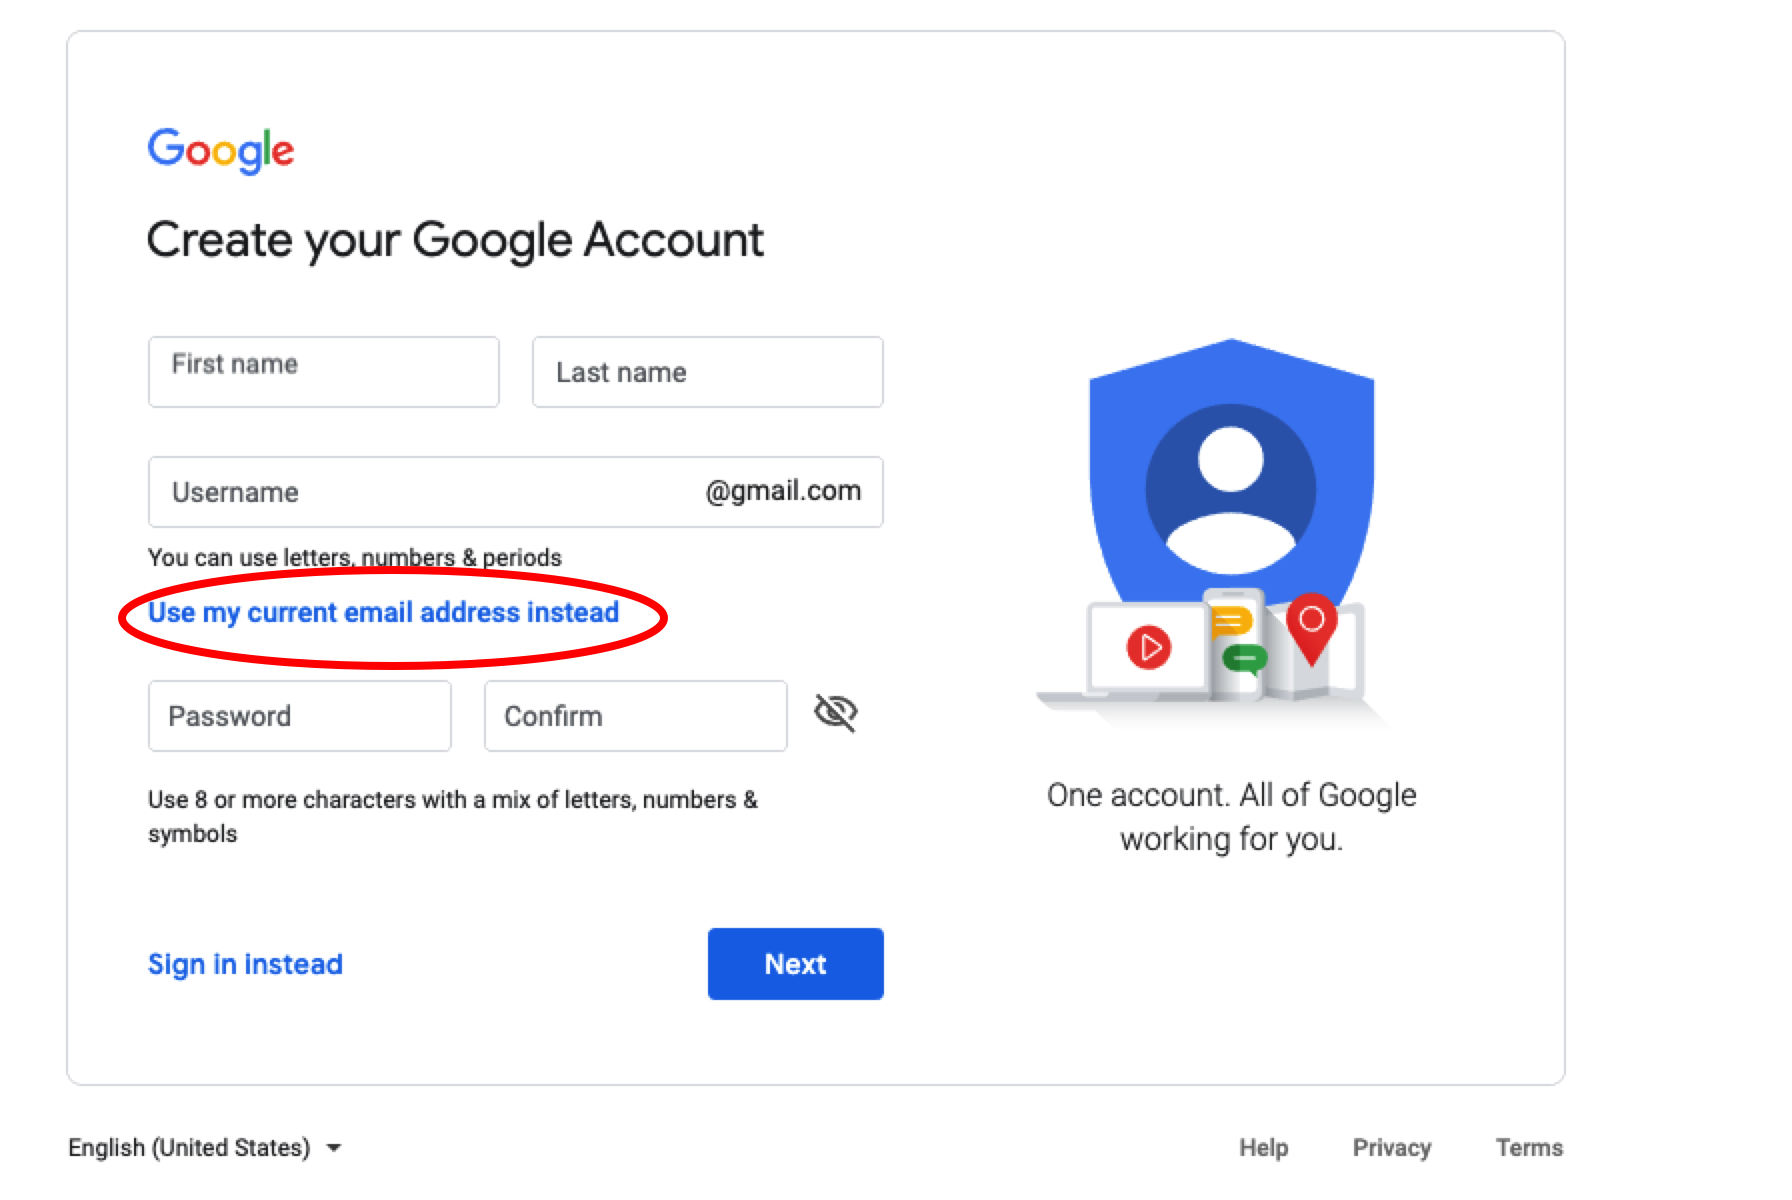 Google
Create your Google Account
First name
Last name
Username
@gmail.com
You can use letters, numbers & periods
Use my current email address instead
Password
Confirm
Use 8 or more characters with a mix of letters, numbers &
symbols
Sign in instead
Next
One account. All of Google
working for you.
English (United States)
Help
Privacy
Terms